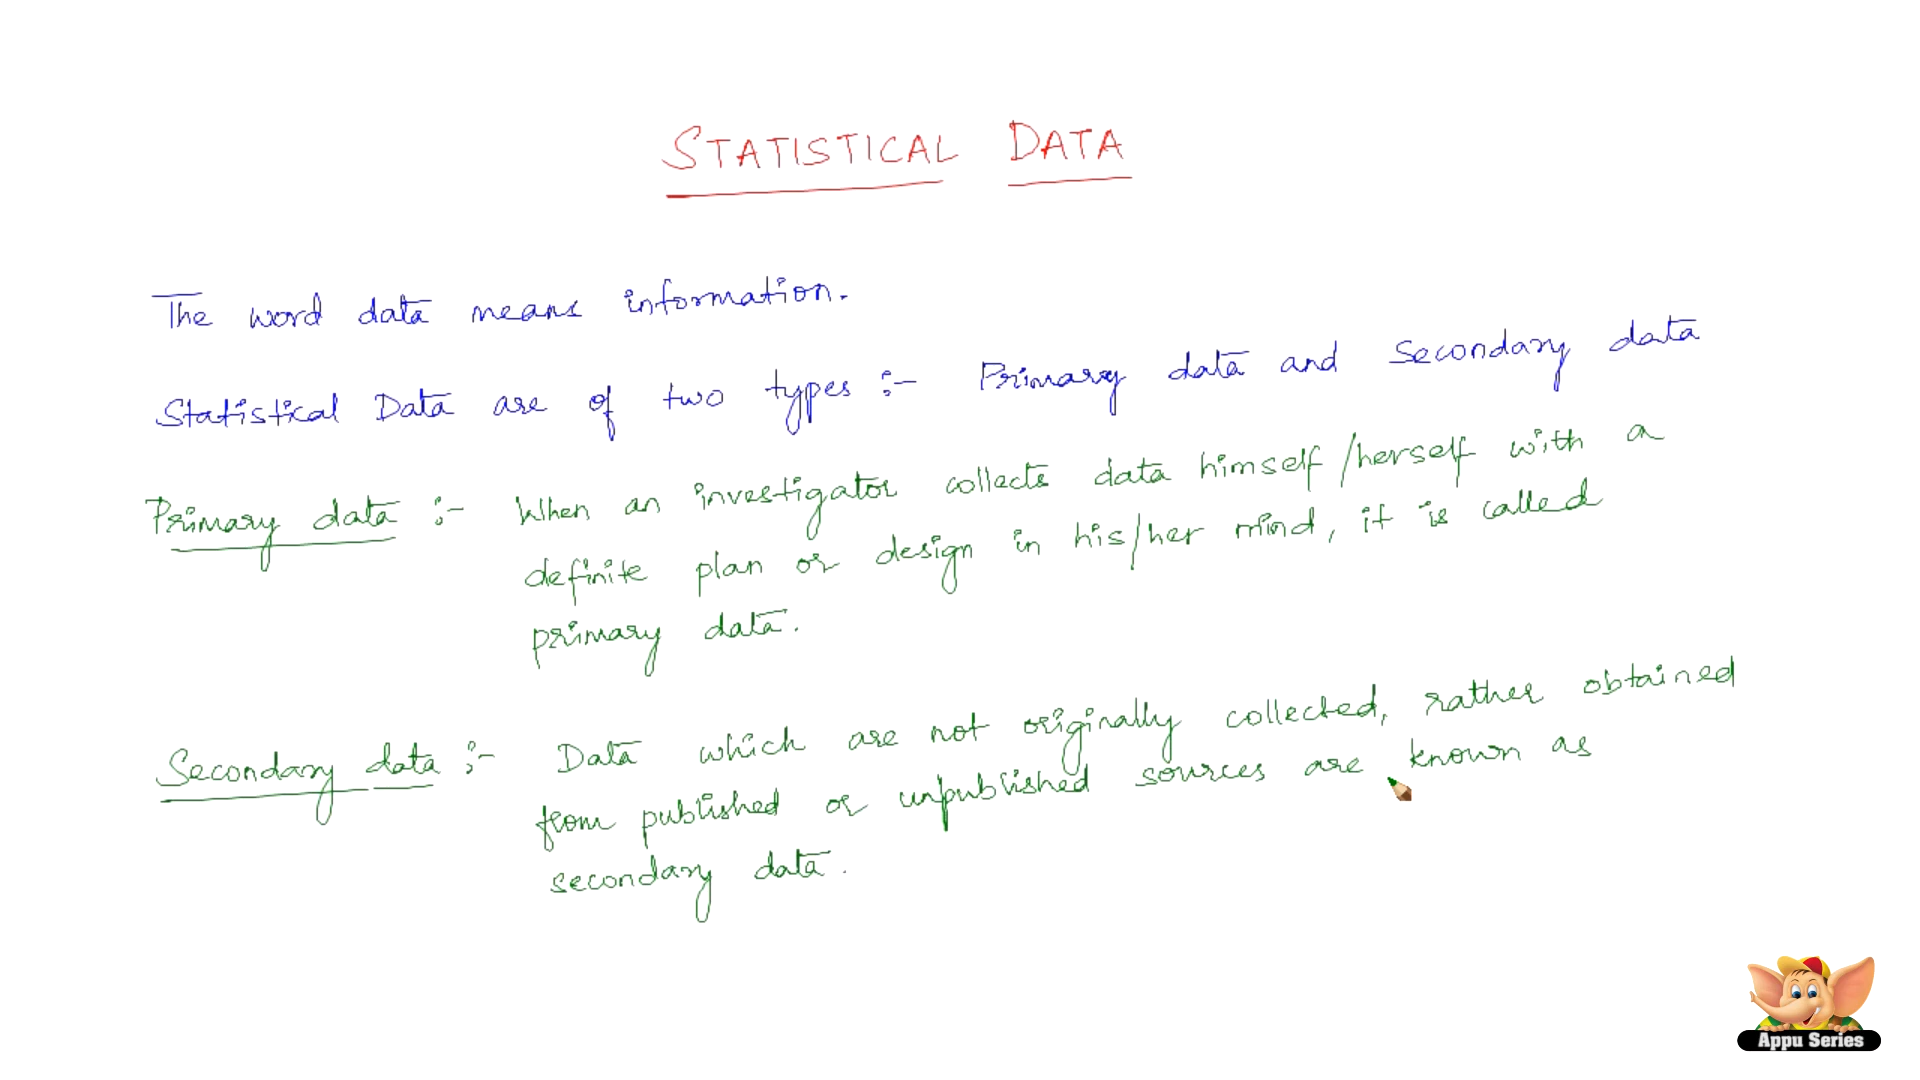 STATISTICAL DATA
The word data means information.
Statistical Data are of two types :- Primary data and Secondary data
Primary data :- When an investigator collects data himself/herself with a
definite plan or design in his/her mind, it is called
primary data.
Secondary data :- Data which are not originally collected, rather obtained
from published or unpublished sources are known as
secondary data.
Appu Series